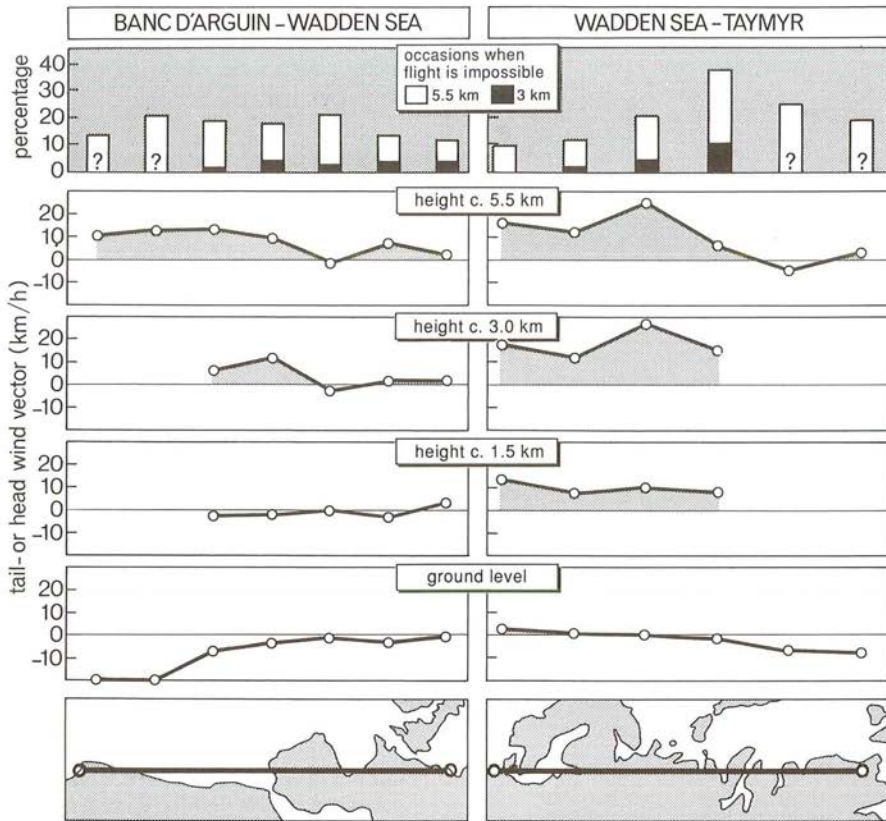 BANC D'ARGUIN – WADDEN SEA
WADDEN SEA – TAYMYR
percentage
40
30
20
10
0
occasions when
flight is impossible
5.5 km 3 km
? ?
? ?
tail- or head wind vector (km/h)
height c. 5.5 km
20
10
0
-10
height c. 3.0 km
20
10
0
-10
height c. 1.5 km
20
10
0
-10
ground level
20
10
0
-10